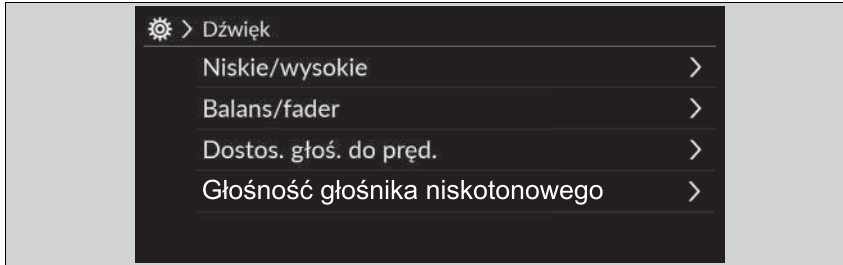 Dźwięk
Niskie/wysokie
Balans/fader
Dostos. głoś. do pręd.
Głośność głośnika niskotonowego